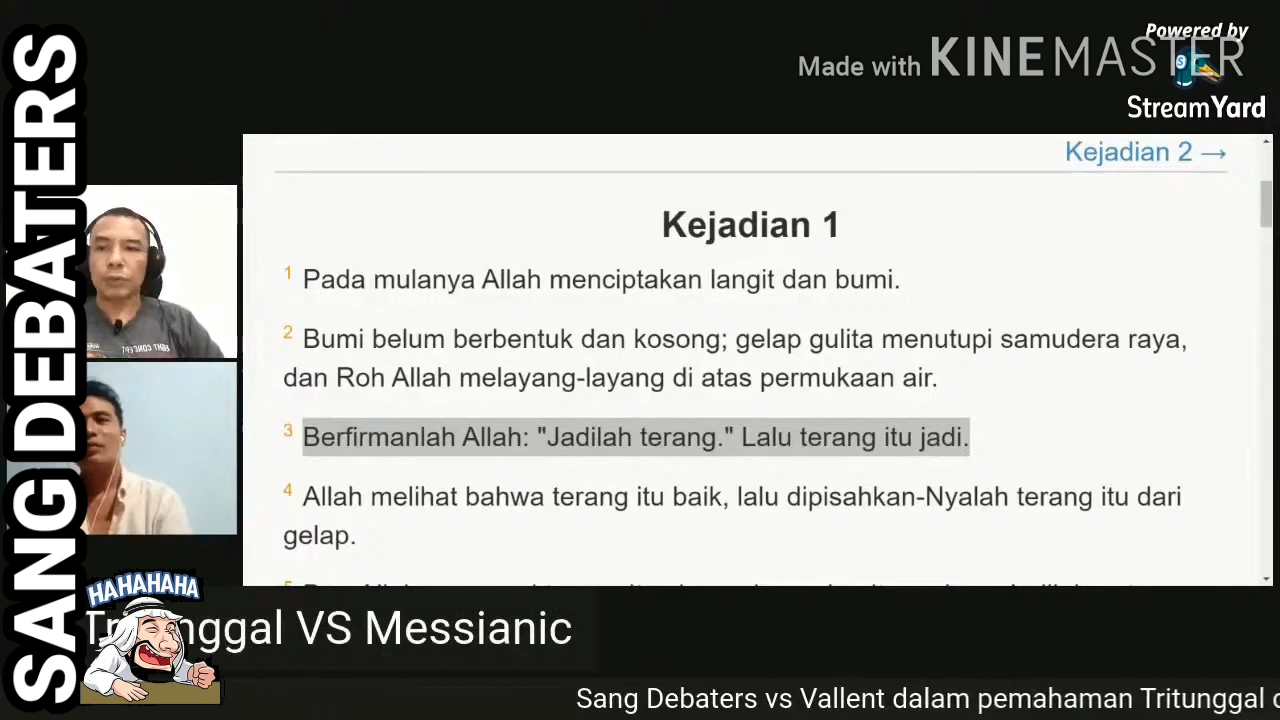 SANG DEBATERS
Powered by
Made with KINEMASTER
StreamYard
Kejadian 2 →
Kejadian 1
1 Pada mulanya Allah menciptakan langit dan bumi.
2 Bumi belum berbentuk dan kosong; gelap gulita menutupi samudera raya,
dan Roh Allah melayang-layang di atas permukaan air.
3 Berfirmanlah Allah: "Jadilah terang." Lalu terang itu jadi.
4 Allah melihat bahwa terang itu baik, lalu dipisahkan-Nyalah terang itu dari
gelap.
5
HAHAHAHA
VS Messianic
Sang Debaters vs Vallent dalam pemahaman Tritunggal